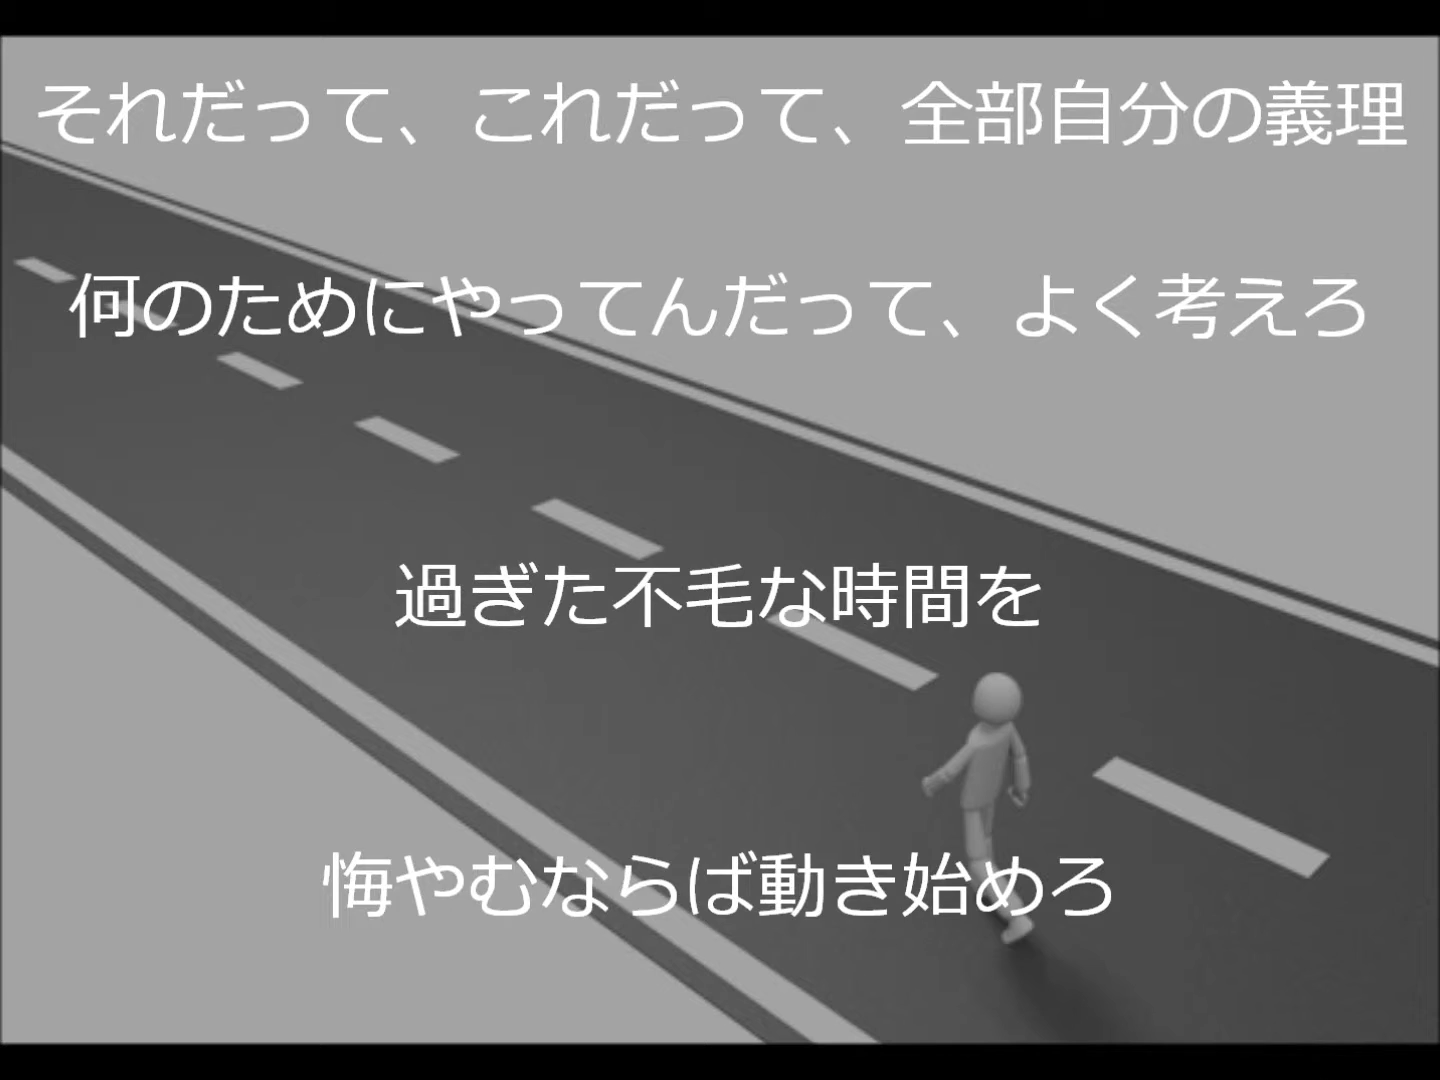 それだって、これだって、全部自分の義理
何のためにやってんだって、よく考えろ
過ぎた不毛な時間を
悔やむならば動き始めろ